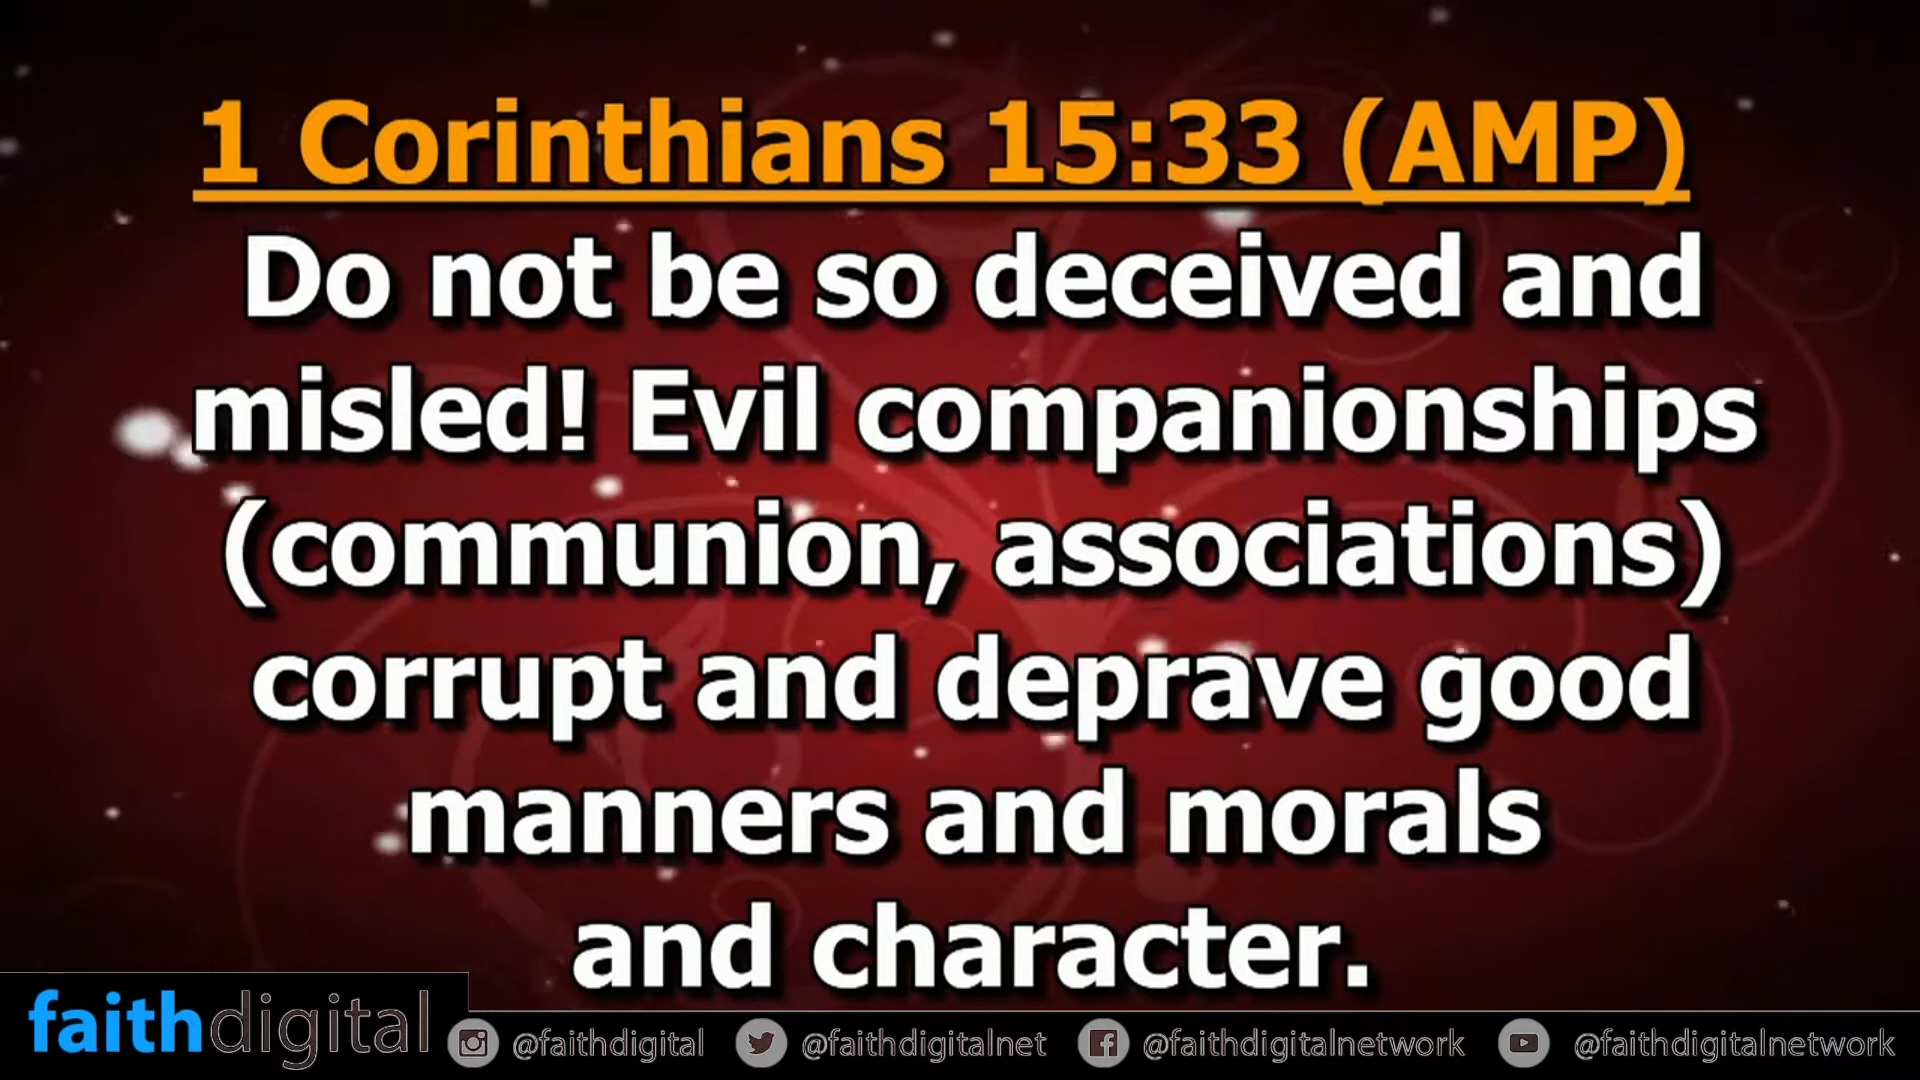 1 Corinthians 15:33 (AMP)
Do not be so deceived and
misled! Evil companionships
(communion, associations)
corrupt and deprave good
manners and morals
and character.
faithdigital
@faithdigital @faithdigitalnet @faithdigitalnetwork @faithdigitalnetwork